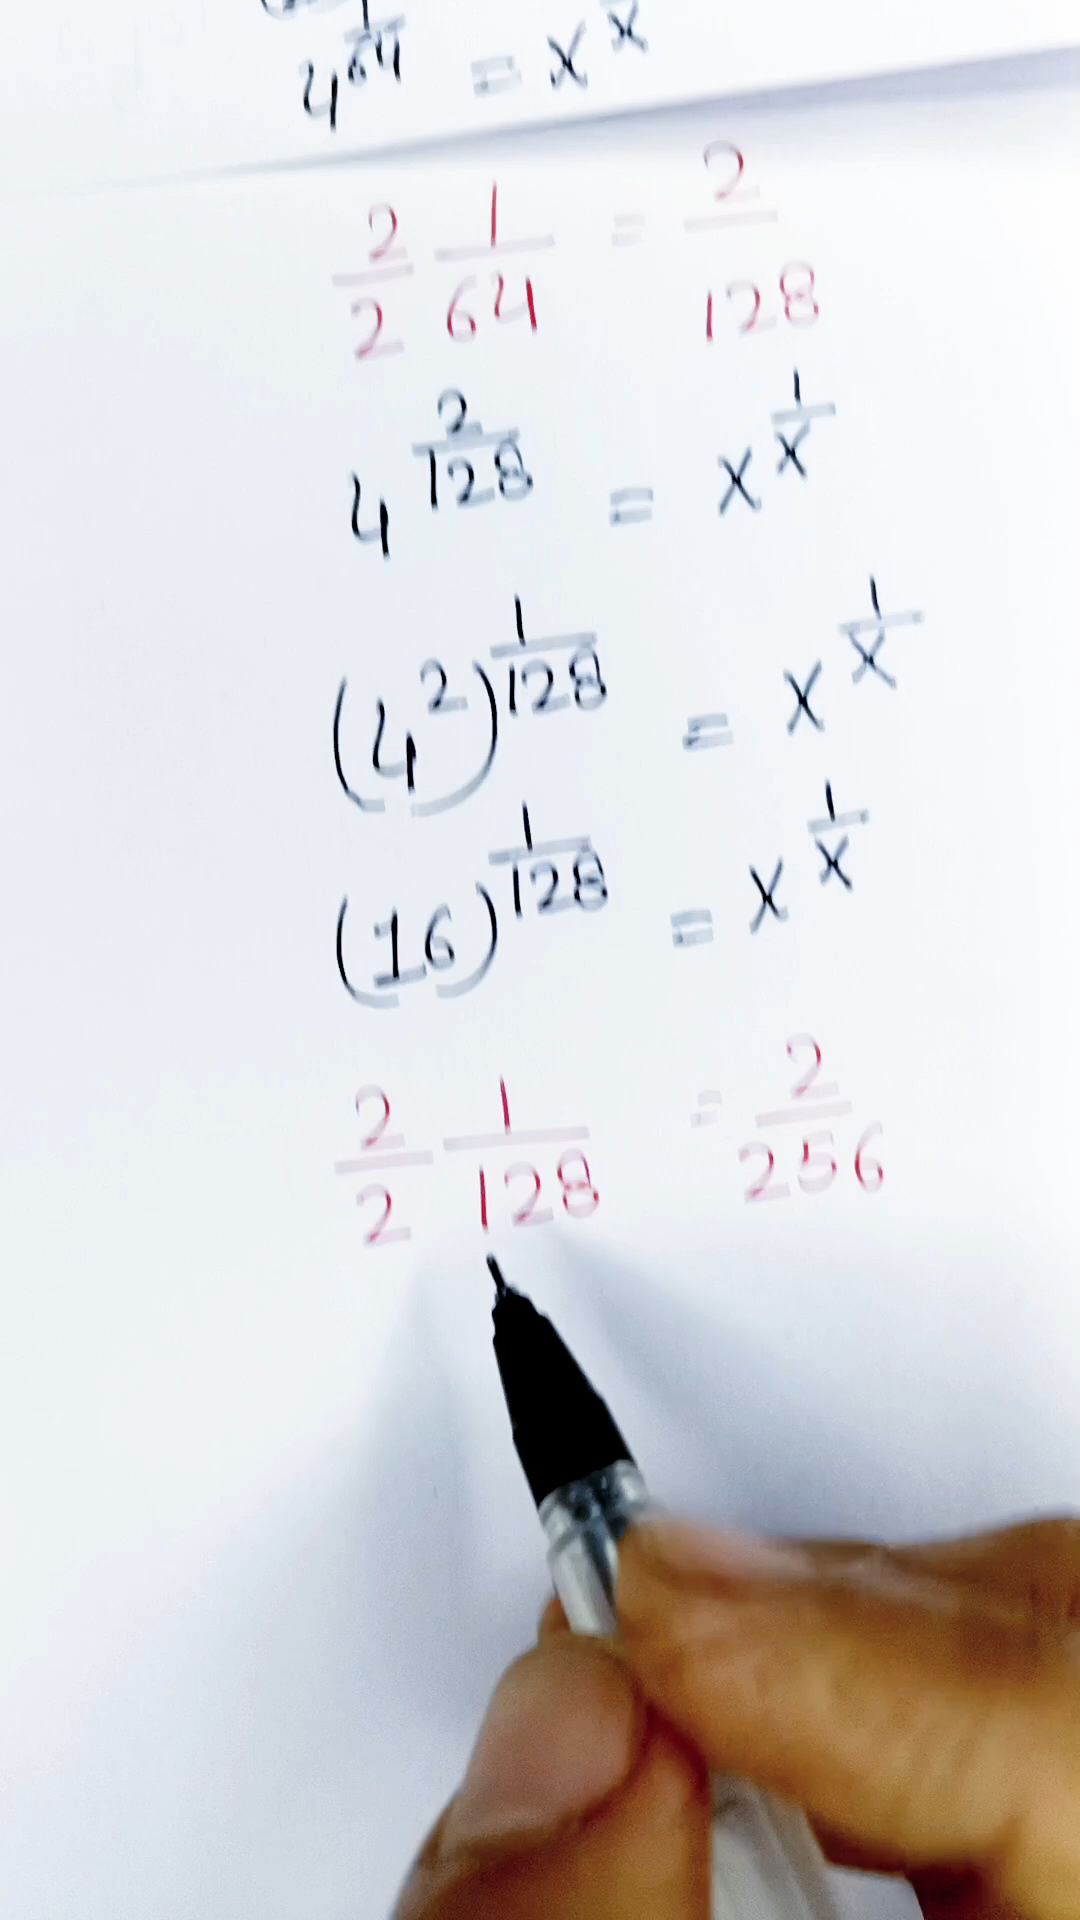 4^(1/64) = x^(1/x)
2/2 1/64 = 2/128
4^(2/128) = x^(1/x)
(4^2)^(1/128) = x^(1/x)
(16)^(1/128) = x^(1/x)
2/2 1/128 = 2/256